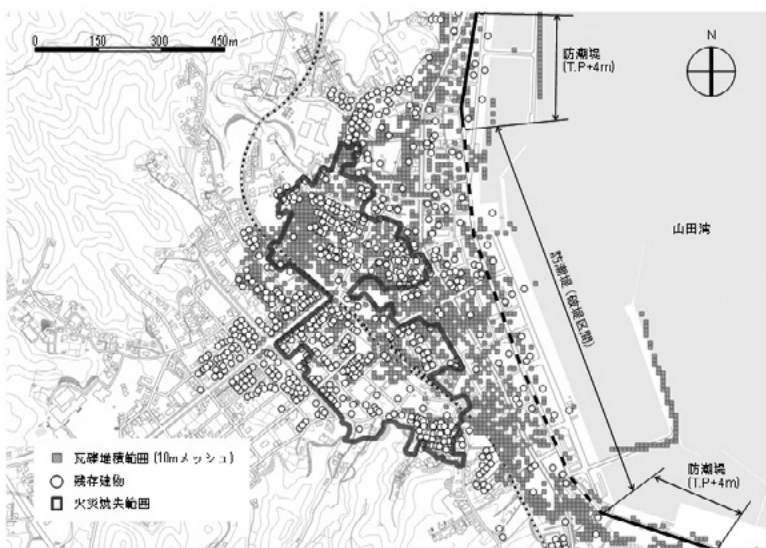 0 150 300 450m
防潮堤
(T.P+4m)
N
山田湾
防潮堤(破堤区間)
防潮堤
(T.P+4m)
瓦礫堆積範囲(10mメッシュ)
残存建物
火災焼失範囲